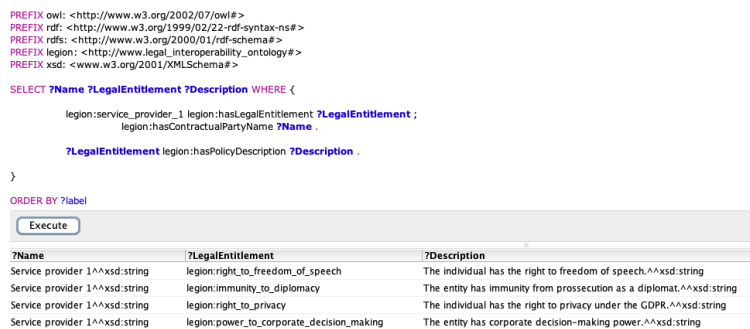 PREFIX owl: <http://www.w3.org/2002/07/owl#>
PREFIX rdf: <http://www.w3.org/1999/02/22-rdf-syntax-ns#>
PREFIX rdfs: <http://www.w3.org/2000/01/rdf-schema#>
PREFIX legion: <http://www.legal_interoperability_ontology#>
PREFIX xsd: <www.w3.org/2001/XMLSchema#>
SELECT ?Name ?LegalEntitlement ?Description WHERE {
legion:service_provider_1 legion:hasLegalEntitlement ?LegalEntitlement ;
legion:hasContractualPartyName ?Name .
?LegalEntitlement legion:hasPolicyDescription ?Description .
}
ORDER BY ?label
Execute
?Name ?LegalEntitlement ?Description
Service provider 1^^xsd:string legion:right_to_freedom_of_speech The individual has the right to freedom of speech.^^xsd:string
Service provider 1^^xsd:string legion:immunity_to_diplomacy The entity has immunity from prossecution as a diplomat.^^xsd:string
Service provider 1^^xsd:string legion:right_to_privacy The individual has the right to privacy under the GDPR.^^xsd:string
Service provider 1^^xsd:string legion:power_to_corporate_decision_making The entity has corporate decision-making power.^^xsd:string